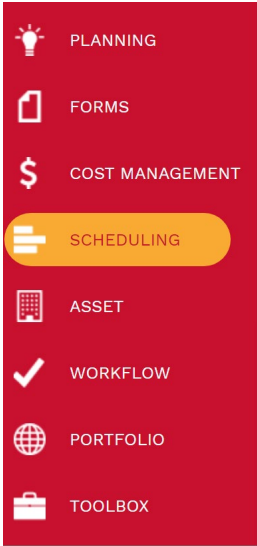 PLANNING
FORMS
COST MANAGEMENT
SCHEDULING
ASSET
WORKFLOW
PORTFOLIO
TOOLBOX